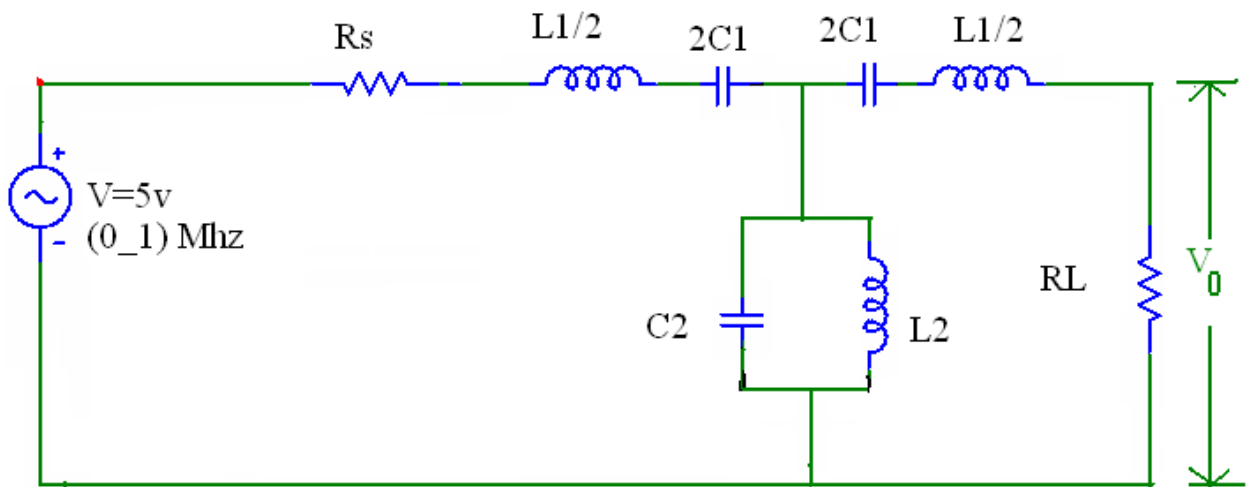 Rs
L1/2
2C1
2C1
L1/2
+
V=5v
(0_1) Mhz
-
C2
L2
RL
V0